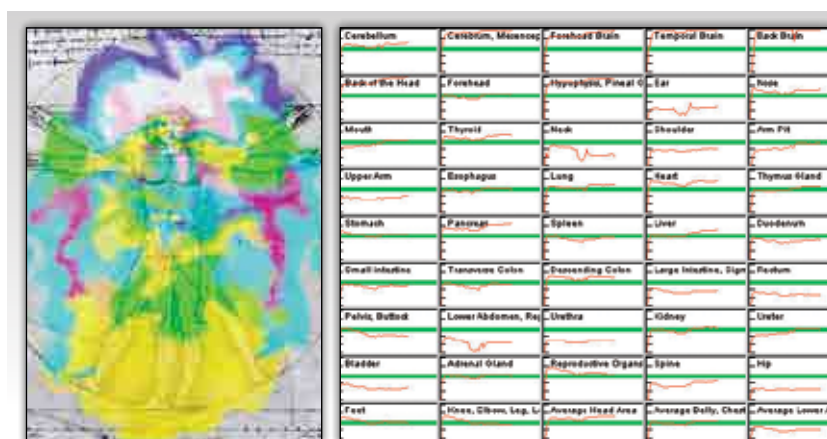 Cerebellum
Cerebrum, Mesencep
Forehead Brain
Temporal Brain
Back Brain
Back of the Head
Forehead
Hypophysis, Pineal G
Ear
Nose
Mouth
Thyroid
Neck
Shoulder
Arm Pit
Upper Arm
Esophagus
Lung
Heart
Thymus Gland
Stomach
Pancreas
Spleen
Liver
Duodenum
Small Intestine
Transverse Colon
Descending Colon
Large Intestine, Sigm
Rectum
Pelvis, Buttock
Lower Abdomen, Rep
Urethra
Kidney
Ureter
Bladder
Adrenal Gland
Reproductive Organs
Spine
Hip
Feet
Knee, Elbow, Leg, L
Average Head Area
Average Belly, Chest
Average Lower A